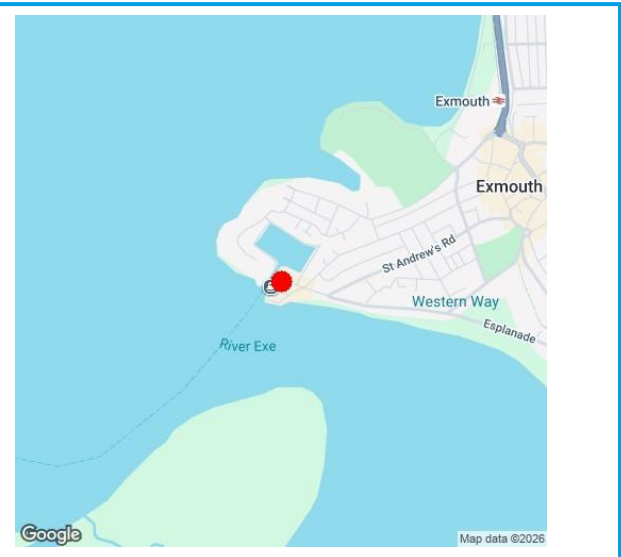 Exmouth
Exmouth
St Andrew's Rd
Western Way
Esplanade
River Exe
Google
Map data ©2026